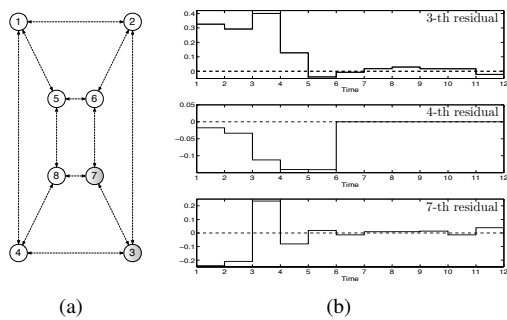 1
2
5
6
8
7
4
3
(a)
3-th residual
0.4
0.3
0.2
0.1
0
1 2 3 4 5 6 7 8 9 10 11 12
Time
4-th residual
0.05
0
−0.05
−0.1
1 2 3 4 5 6 7 8 9 10 11 12
Time
7-th residual
0.2
0.1
0
−0.1
−0.2
1 2 3 4 5 6 7 8 9 10 11 12
Time
(b)